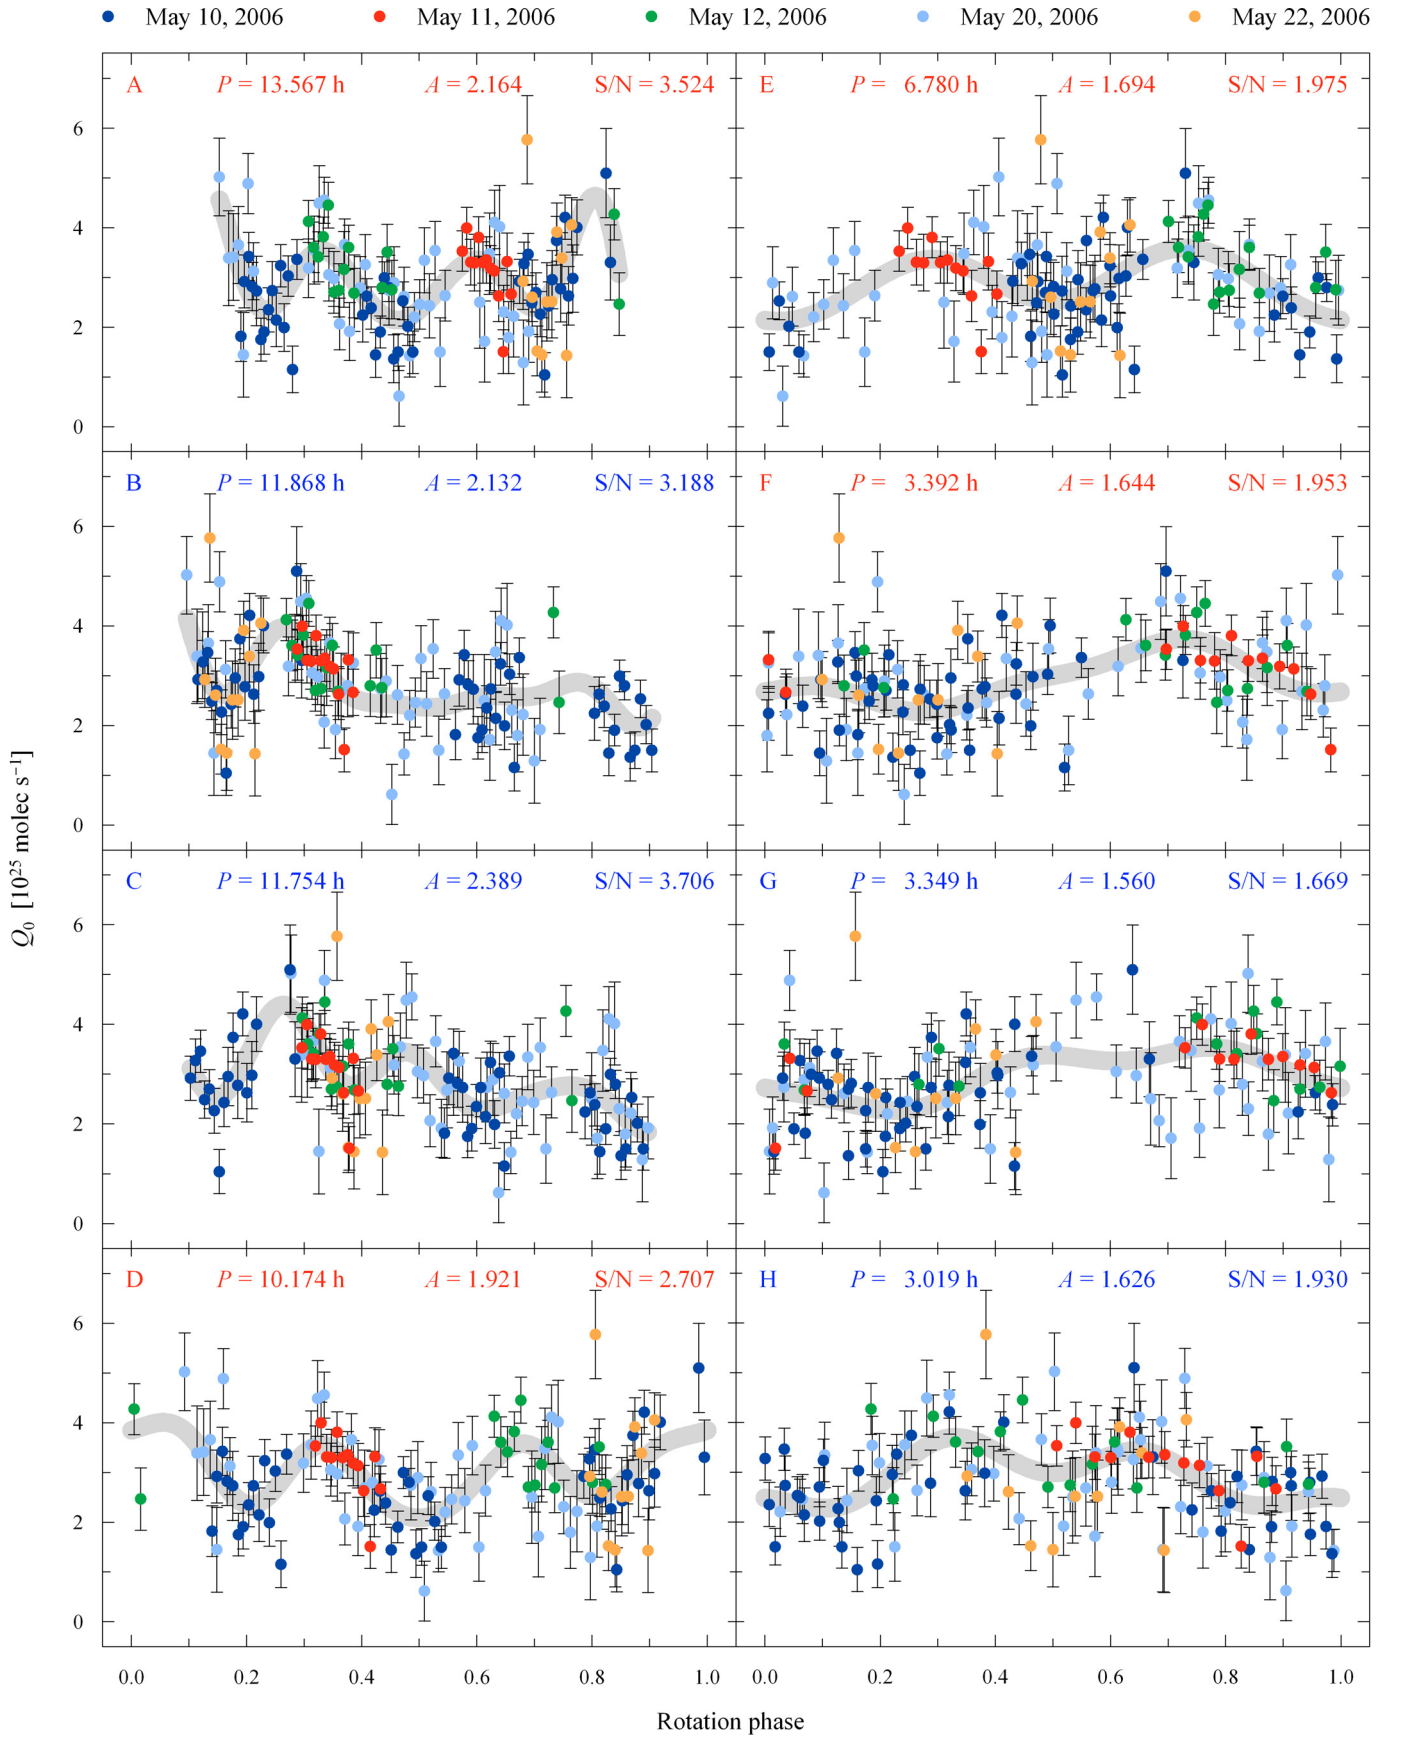 May 10, 2006 May 11, 2006 May 12, 2006 May 20, 2006 May 22, 2006
A P = 13.567 h A = 2.164 S/N = 3.524
E P = 6.780 h A = 1.694 S/N = 1.975
6
4
2
0
B P = 11.868 h A = 2.132 S/N = 3.188
F P = 3.392 h A = 1.644 S/N = 1.953
6
4
2
0
C P = 11.754 h A = 2.389 S/N = 3.706
G P = 3.349 h A = 1.560 S/N = 1.669
6
4
2
0
D P = 10.174 h A = 1.921 S/N = 2.707
H P = 3.019 h A = 1.626 S/N = 1.930
6
4
2
0
Q₀ [10²⁵ molec s⁻¹]
0.0 0.2 0.4 0.6 0.8 1.0 0.0 0.2 0.4 0.6 0.8 1.0
Rotation phase